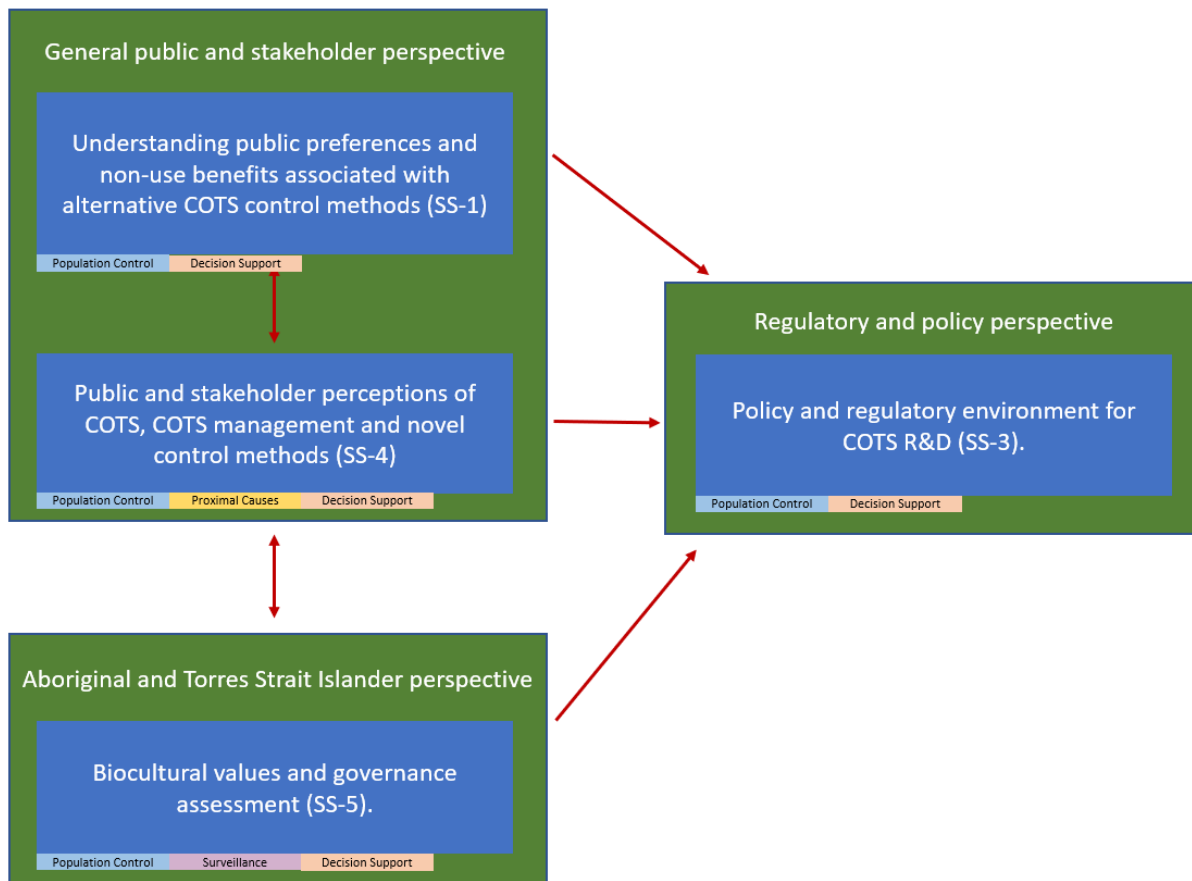 General public and stakeholder perspective
Understanding public preferences and
non-use benefits associated with
alternative COTS control methods (SS-1)
Population Control
Decision Support
Public and stakeholder perceptions of
COTS, COTS management and novel
control methods (SS-4)
Population Control
Proximal Causes
Decision Support
Aboriginal and Torres Strait Islander perspective
Biocultural values and governance
assessment (SS-5).
Population Control
Surveillance
Decision Support
Regulatory and policy perspective
Policy and regulatory environment for
COTS R&D (SS-3).
Population Control
Decision Support